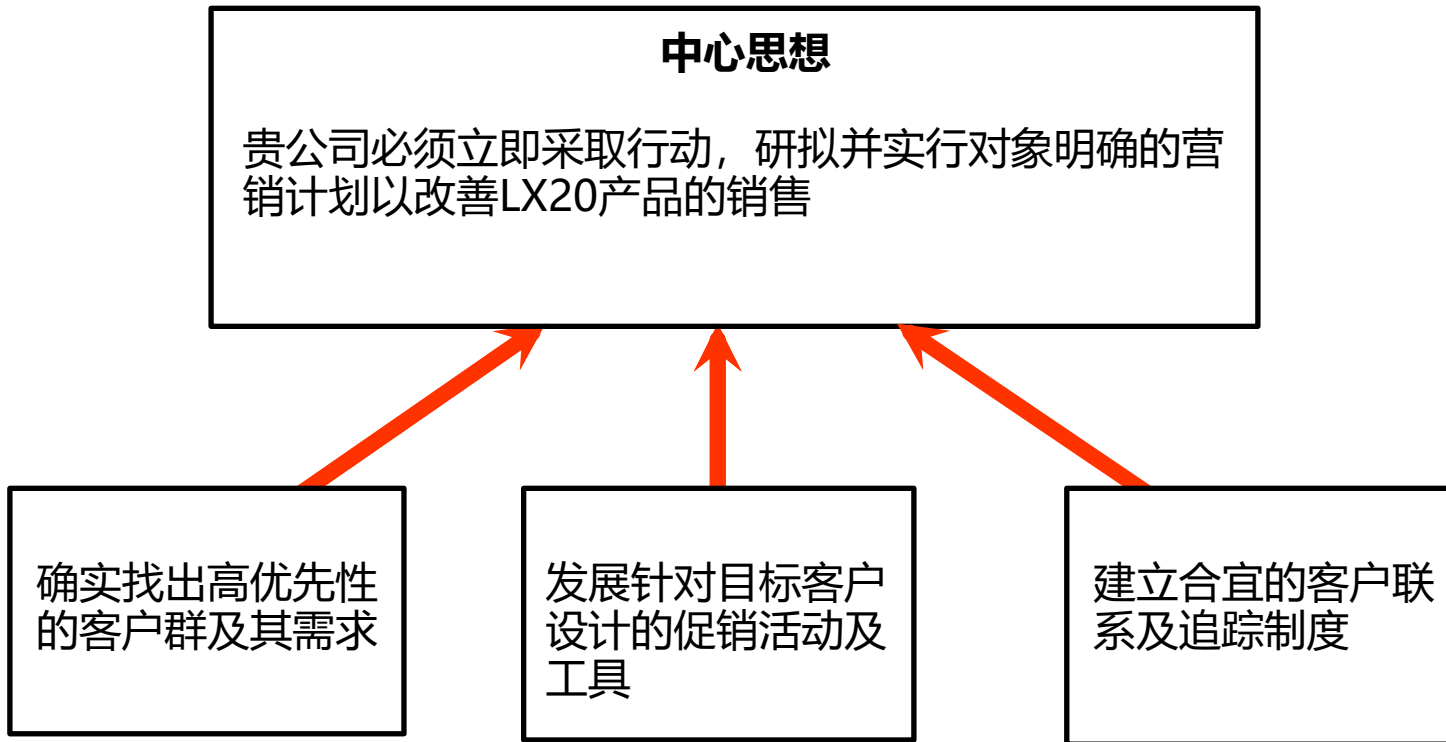 中心思想
贵公司必须立即采取行动，研拟并实行对象明确的营
销计划以改善LX20产品的销售
确实找出高优先性
的客户群及其需求
发展针对目标客户
设计的促销活动及
工具
建立合宜的客户联
系及追踪制度